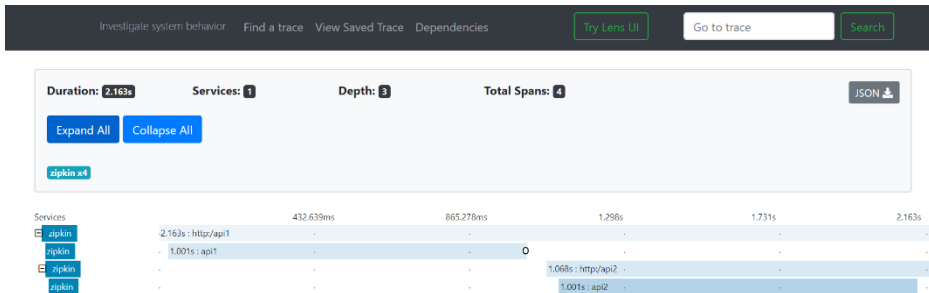 Investigate system behavior Find a trace View Saved Trace Dependencies Try Lens UI Go to trace Search
Duration: 2.163s Services: 1 Depth: 3 Total Spans: 4 JSON
Expand All Collapse All
zipkin x4
Services 432.639ms 865.278ms 1.298s 1.731s 2.163s
zipkin 2.163s : http:/api1
zipkin 1.001s : api1
zipkin 1.068s : http:/api2
zipkin 1.001s : api2